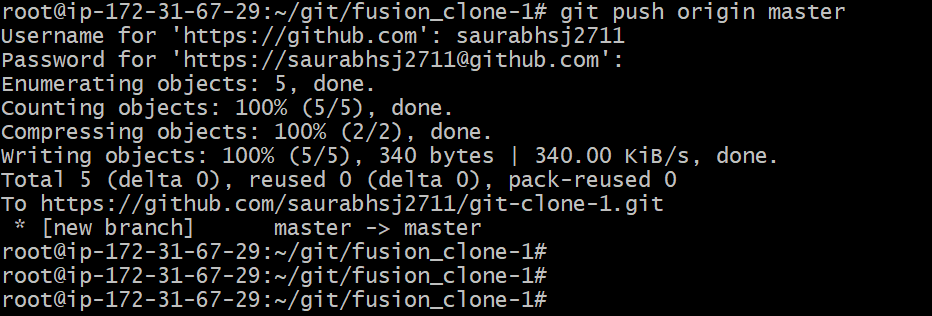 root@ip-172-31-67-29:~/git/fusion_clone-1# git push origin master
Username for 'https://github.com': saurabhsj2711
Password for 'https://saurabhsj2711@github.com':
Enumerating objects: 5, done.
Counting objects: 100% (5/5), done.
Compressing objects: 100% (2/2), done.
Writing objects: 100% (5/5), 340 bytes | 340.00 KiB/s, done.
Total 5 (delta 0), reused 0 (delta 0), pack-reused 0
To https://github.com/saurabhsj2711/git-clone-1.git
 * [new branch]      master -> master
root@ip-172-31-67-29:~/git/fusion_clone-1#
root@ip-172-31-67-29:~/git/fusion_clone-1#
root@ip-172-31-67-29:~/git/fusion_clone-1#